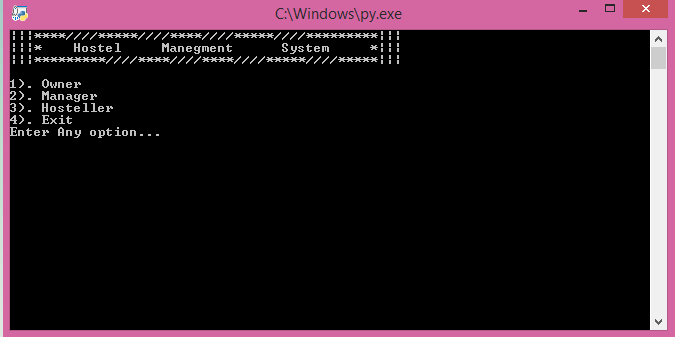 C:\Windows\py.exe
¦¦¦****////*****////****////*****////*********¦¦¦
¦¦¦*    Hostel     Manegment      System     *¦¦¦
¦¦¦*********////****////****////*****////*****¦¦¦
1). Owner
2). Manager
3). Hosteller
4). Exit
Enter Any option...